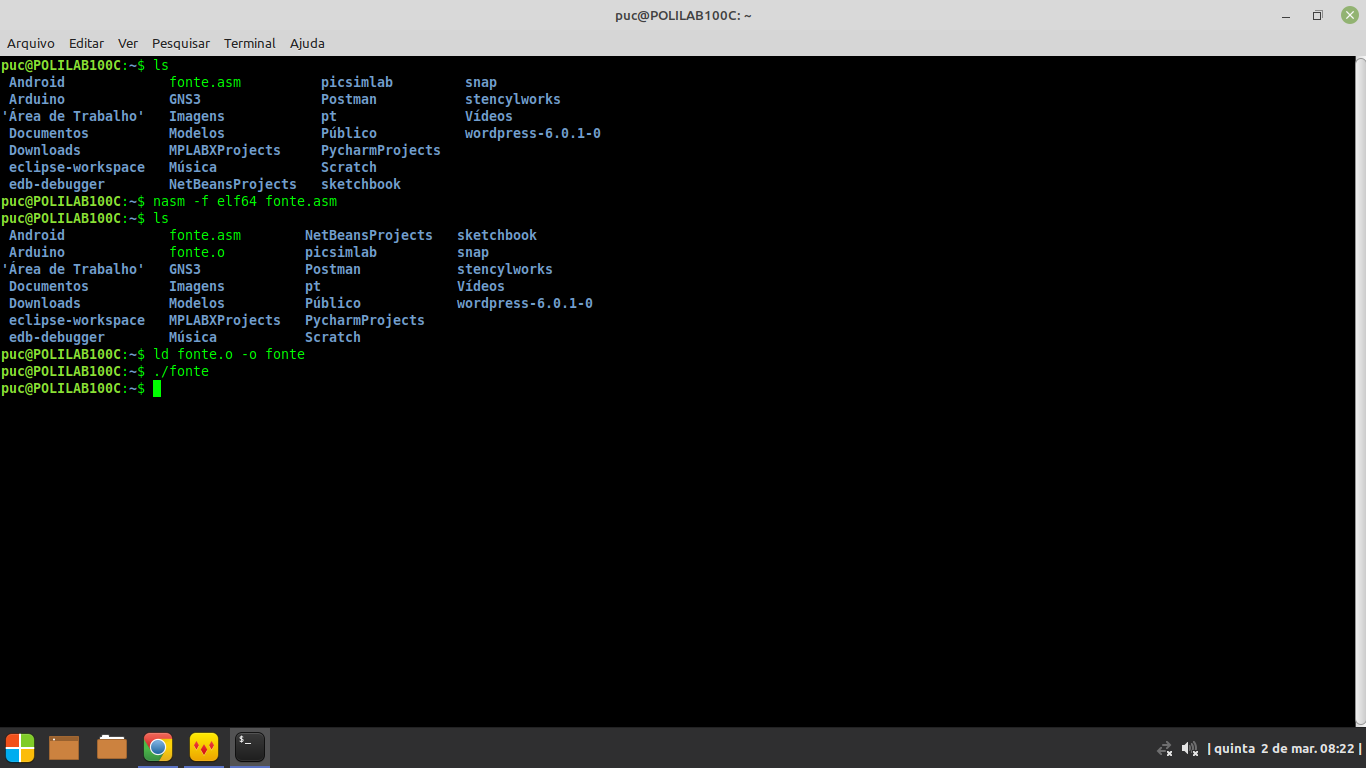 puc@POLILAB100C: ~
Arquivo Editar Ver Pesquisar Terminal Ajuda
puc@POLILAB100C:~$ ls
Android fonte.asm picsimlab snap
Arduino GNS3 Postman stencylworks
'Área de Trabalho' Imagens pt Vídeos
Documentos Modelos Público wordpress-6.0.1-0
Downloads MPLABXProjects PycharmProjects
eclipse-workspace Música Scratch
edb-debugger NetBeansProjects sketchbook
puc@POLILAB100C:~$ nasm -f elf64 fonte.asm
puc@POLILAB100C:~$ ls
Android fonte.asm NetBeansProjects sketchbook
Arduino fonte.o picsimlab snap
'Área de Trabalho' GNS3 Postman stencylworks
Documentos Imagens pt Vídeos
Downloads Modelos Público wordpress-6.0.1-0
eclipse-workspace MPLABXProjects PycharmProjects
edb-debugger Música Scratch
puc@POLILAB100C:~$ ld fonte.o -o fonte
puc@POLILAB100C:~$ ./fonte
puc@POLILAB100C:~$
$_
| quinta 2 de mar. 08:22 |